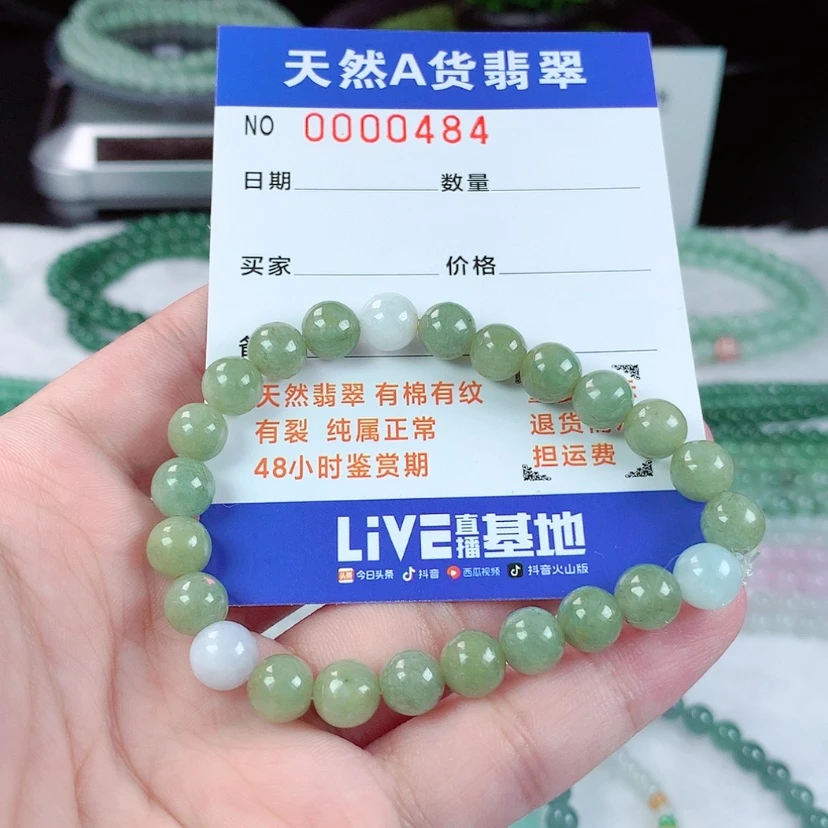 天然A货翡翠
NO 0000484
日期 数量
买家 价格
天然翡翠 有棉有纹
有裂 纯属正常
48小时鉴赏期
退货
担运费
LiVE直播基地
头条 今日头条 抖音 西瓜视频 抖音火山版